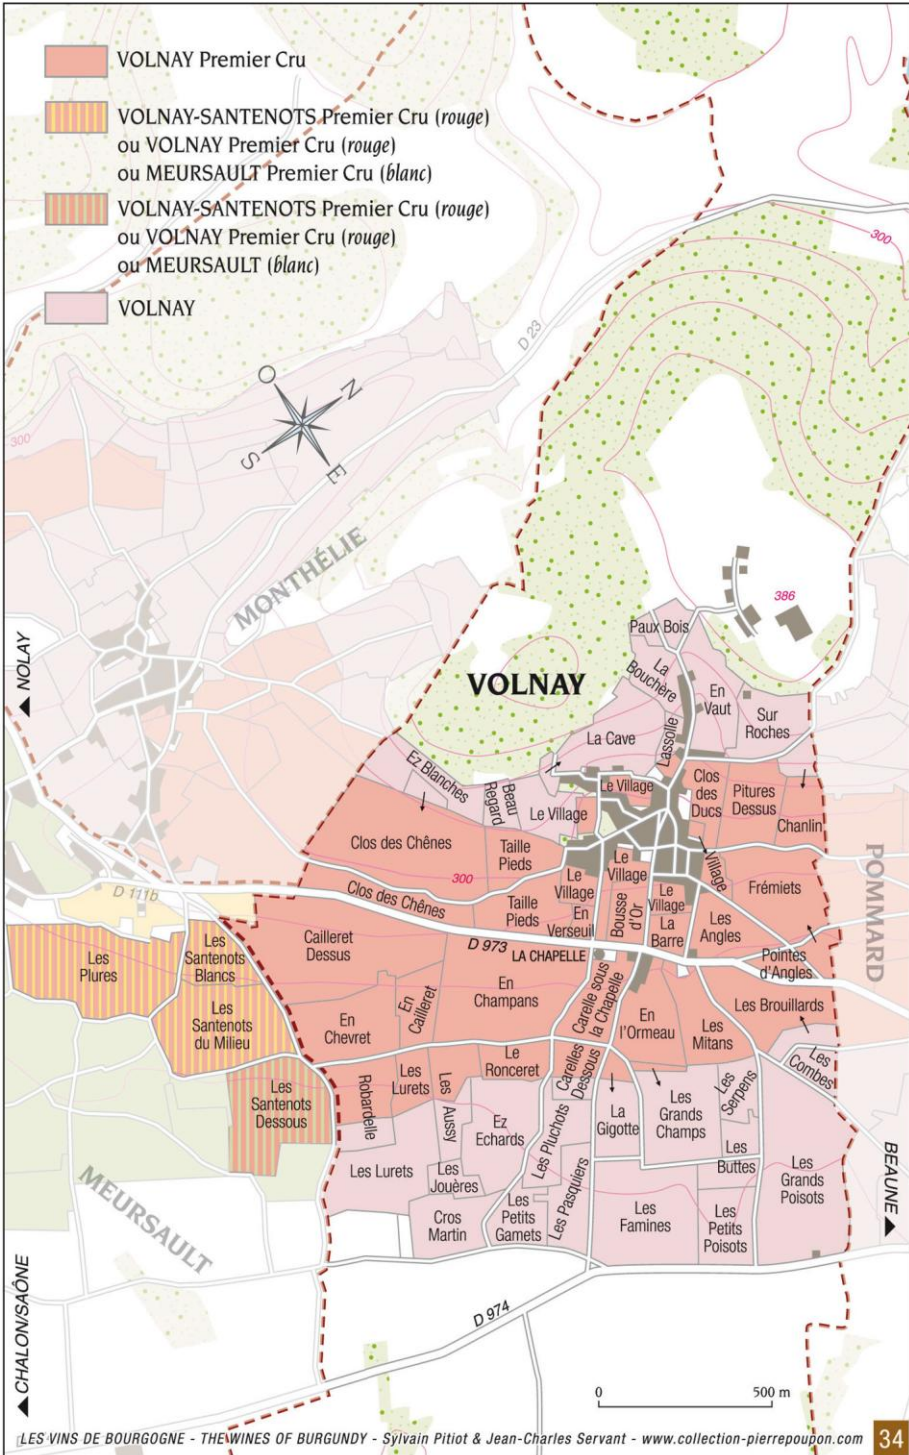 VOLNAY Premier Cru
VOLNAY-SANTENOTS Premier Cru (rouge)
ou VOLNAY Premier Cru (rouge)
ou MEURSAULT Premier Cru (blanc)
VOLNAY-SANTENOTS Premier Cru (rouge)
ou VOLNAY Premier Cru (rouge)
ou MEURSAULT (blanc)
VOLNAY
300
D 23
O
N
S
E
300
MONTHÉLIE
386
NOLAY
Paux Bois
La
Bouchère
VOLNAY
En
Vaut
Sur
Roches
La Cave
Lassolle
Ez Blanches
Beau
Regard
Le Village
Le Village
Clos
des
Ducs
Pitures
Dessus
Chanlin
Clos des Chênes
Taille
Pieds
Le
Village
Village
POMMARD
300
Le
Village
Frémiets
Clos des Chênes
Taille
Pieds
En
Verseuil
Bousse
d'Or
Le
Village
La
Barre
Les
Angles
D 111b
Cailleret
Dessus
D 973
LA CHAPELLE
Pointes
d'Angles
Les
Plures
Les
Santenots
Blancs
Les
Santenots
du Milieu
En
Chevret
En
Cailleret
En
Champans
Carelle sous
la Chapelle
En
l'Ormeau
Les
Mitans
Les Brouillards
Le
Ronceret
Carelles
Dessous
Les
Combes
Les
Santenots
Dessous
Robardelle
Les
Lurets
Les
Aussy
Ez
Echards
Les Pluchots
La
Gigotte
Les
Grands
Champs
Les
Serpens
Les
Buttes
Les
Grands
Poisots
Les Lurets
Les
Jouères
Cros
Martin
Les
Petits
Gamets
Les Pasquiers
Les
Famines
Les
Petits
Poisots
BEAUNE
MEURSAULT
CHALON/SAÔNE
D 974
0
500 m
LES VINS DE BOURGOGNE - THE WINES OF BURGUNDY - Sylvain Pitiot & Jean-Charles Servant - www.collection-pierrepoupon.com
34